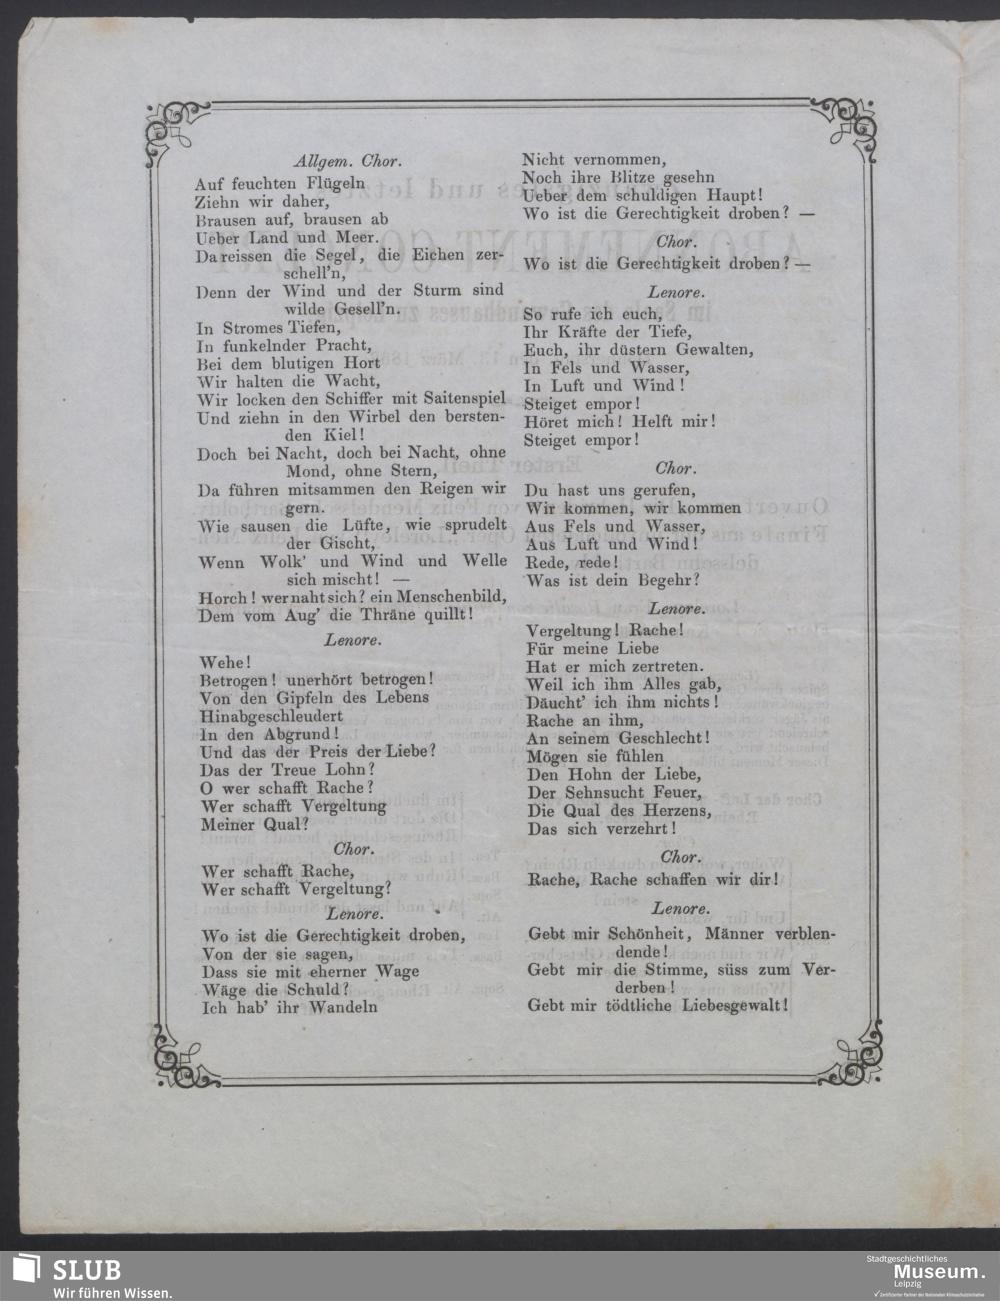 Allgem. Chor.
Auf feuchten Flügeln
Ziehn wir daher,
Brausen auf, brausen ab
Ueber Land und Meer.
Da reissen die Segel, die Eichen zer-
schell'n,
Denn der Wind und der Sturm sind
wilde Gesell'n.
In Stromes Tiefen,
In funkelnder Pracht,
Bei dem blutigen Hort
Wir halten die Wacht,
Wir locken den Schiffer mit Saitenspiel
Und ziehn in den Wirbel den bersten-
den Kiel!
Doch bei Nacht, doch bei Nacht, ohne
Mond, ohne Stern,
Da führen mitsammen den Reigen wir
gern.
Wie sausen die Lüfte, wie sprudelt
der Gischt,
Wenn Wolk' und Wind und Welle
sich mischt! —
Horch! wer naht sich? ein Menschenbild,
Dem vom Aug' die Thräne quillt!
Lenore.
Wehe!
Betrogen! unerhört betrogen!
Von den Gipfeln des Lebens
Hinabgeschleudert
In den Abgrund!
Und das der Preis der Liebe?
Das der Treue Lohn?
O wer schafft Rache?
Wer schafft Vergeltung
Meiner Qual?
Chor.
Wer schafft Rache,
Wer schafft Vergeltung?
Lenore.
Wo ist die Gerechtigkeit droben,
Von der sie sagen,
Dass sie mit eherner Wage
Wäge die Schuld?
Ich hab' ihr Wandeln
Nicht vernommen,
Noch ihre Blitze gesehn
Ueber dem schuldigen Haupt!
Wo ist die Gerechtigkeit droben? —
Chor.
Wo ist die Gerechtigkeit droben? —
Lenore.
So rufe ich euch,
Ihr Kräfte der Tiefe,
Euch, ihr düstern Gewalten,
In Fels und Wasser,
In Luft und Wind!
Steiget empor!
Höret mich! Helft mir!
Steiget empor!
Chor.
Du hast uns gerufen,
Wir kommen, wir kommen
Aus Fels und Wasser,
Aus Luft und Wind!
Rede, rede!
Was ist dein Begehr?
Lenore.
Vergeltung! Rache!
Für meine Liebe
Hat er mich zertreten.
Weil ich ihm Alles gab,
Däucht' ich ihm nichts!
Rache an ihm,
An seinem Geschlecht!
Mögen sie fühlen
Den Hohn der Liebe,
Der Sehnsucht Feuer,
Die Qual des Herzens,
Das sich verzehrt!
Chor.
Rache, Rache schaffen wir dir!
Lenore.
Gebt mir Schönheit, Männer verblen-
dende!
Gebt mir die Stimme, süss zum Ver-
derben!
Gebt mir tödtliche Liebesgewalt!
SLUB
Wir führen Wissen.
Stadtgeschichtliches
Museum.
Leipzig